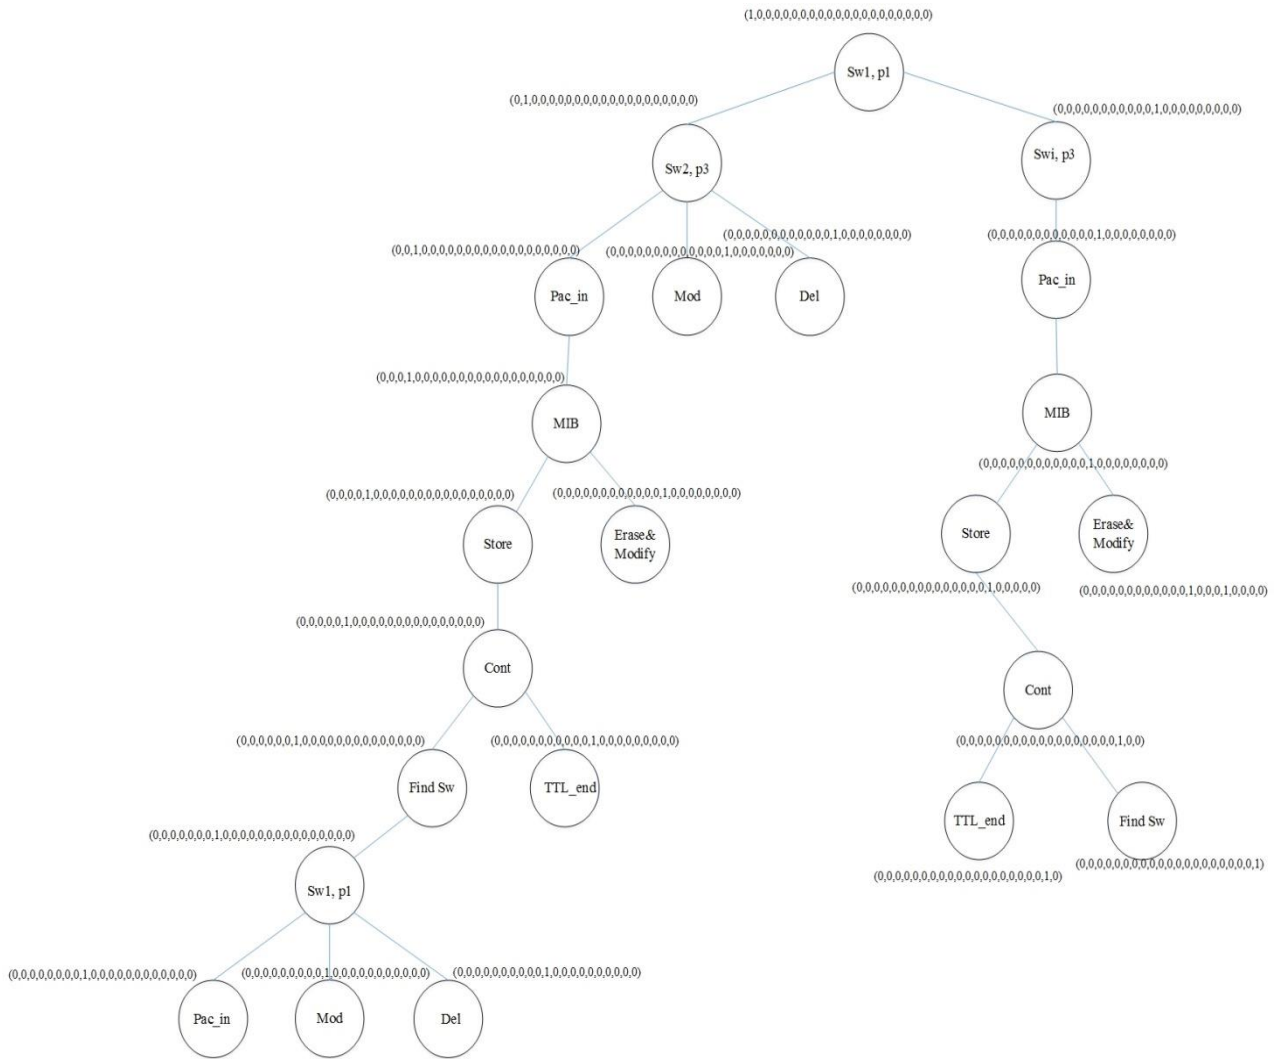 (1,0,0,0,0,0,0,0,0,0,0,0,0,0,0,0,0,0,0,0,0)
Sw1, p1
(0,1,0,0,0,0,0,0,0,0,0,0,0,0,0,0,0,0,0,0,0)
(0,0,0,0,0,0,0,0,0,0,0,1,0,0,0,0,0,0,0,0,0)
Sw2, p3
Swi, p3
(0,0,1,0,0,0,0,0,0,0,0,0,0,0,0,0,0,0,0,0,0)
(0,0,0,0,0,0,0,0,0,0,0,0,0,0,1,0,0,0,0,0,0)
(0,0,0,0,0,0,0,0,0,0,0,0,1,0,0,0,0,0,0,0,0)
(0,0,0,0,0,0,0,0,0,0,0,0,1,0,0,0,0,0,0,0,0)
Pac_in
Mod
Del
Pac_in
(0,0,0,1,0,0,0,0,0,0,0,0,0,0,0,0,0,0,0,0,0)
MIB
MIB
(0,0,0,0,1,0,0,0,0,0,0,0,0,0,0,0,0,0,0,0,0)
(0,0,0,0,0,0,0,0,0,0,0,0,1,0,0,0,0,0,0,0,0)
(0,0,0,0,0,0,0,0,0,0,0,0,1,0,0,0,0,0,0,0,0)
Store
Erase&
Modify
Store
Erase&
Modify
(0,0,0,0,0,0,0,0,0,0,0,0,0,0,0,1,0,0,0,0,0)
(0,0,0,0,0,0,0,0,0,0,0,0,1,0,0,0,1,0,0,0,0)
(0,0,0,0,0,1,0,0,0,0,0,0,0,0,0,0,0,0,0,0,0)
Cont
Cont
(0,0,0,0,0,0,1,0,0,0,0,0,0,0,0,0,0,0,0,0,0)
(0,0,0,0,0,0,0,0,0,0,0,1,0,0,0,0,0,0,0,0,0)
(0,0,0,0,0,0,0,0,0,0,0,0,0,0,0,0,0,0,1,0,0)
Find Sw
TTL_end
TTL_end
Find Sw
(0,0,0,0,0,0,0,1,0,0,0,0,0,0,0,0,0,0,0,0,0,0,0)
(0,0,0,0,0,0,0,0,0,0,0,0,0,0,0,0,0,0,0,1,0)
(0,0,0,0,0,0,0,0,0,0,0,0,0,0,0,0,0,0,0,0,1)
Sw1, p1
(0,0,0,0,0,0,0,0,1,0,0,0,0,0,0,0,0,0,0,0,0)
(0,0,0,0,0,0,0,0,0,1,0,0,0,0,0,0,0,0,0,0,0)
(0,0,0,0,0,0,0,0,0,0,1,0,0,0,0,0,0,0,0,0,0)
Pac_in
Mod
Del